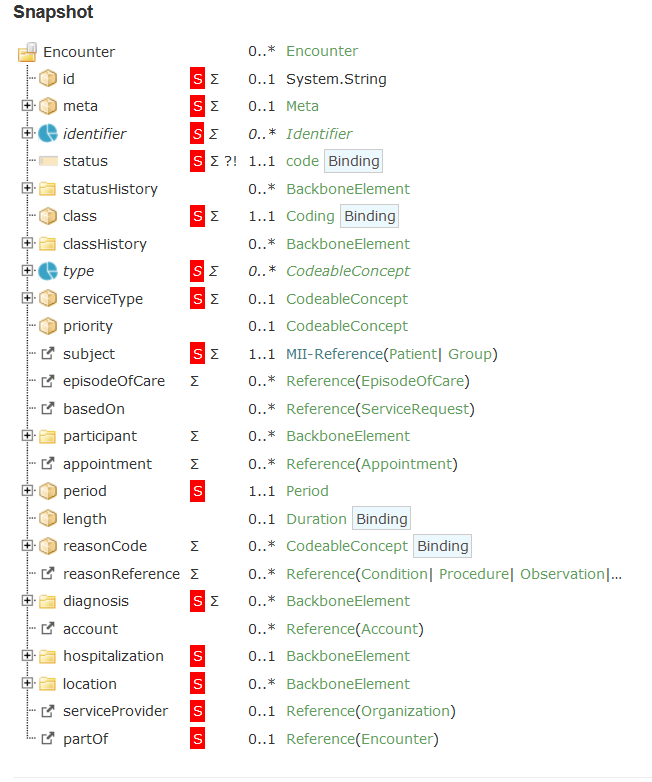 Snapshot
Encounter 0..* Encounter
id S Σ 0..1 System.String
meta S Σ 0..1 Meta
identifier S Σ 0..* Identifier
status S Σ ?! 1..1 code Binding
statusHistory 0..* BackboneElement
class S Σ 1..1 Coding Binding
classHistory 0..* BackboneElement
type S Σ 0..* CodeableConcept
serviceType S Σ 0..1 CodeableConcept
priority 0..1 CodeableConcept
subject S Σ 1..1 MII-Reference(Patient| Group)
episodeOfCare Σ 0..* Reference(EpisodeOfCare)
basedOn 0..* Reference(ServiceRequest)
participant Σ 0..* BackboneElement
appointment Σ 0..* Reference(Appointment)
period S 1..1 Period
length 0..1 Duration Binding
reasonCode Σ 0..* CodeableConcept Binding
reasonReference Σ 0..* Reference(Condition| Procedure| Observation|...
diagnosis S Σ 0..* BackboneElement
account 0..* Reference(Account)
hospitalization S 0..1 BackboneElement
location S 0..* BackboneElement
serviceProvider S 0..1 Reference(Organization)
partOf S 0..1 Reference(Encounter)